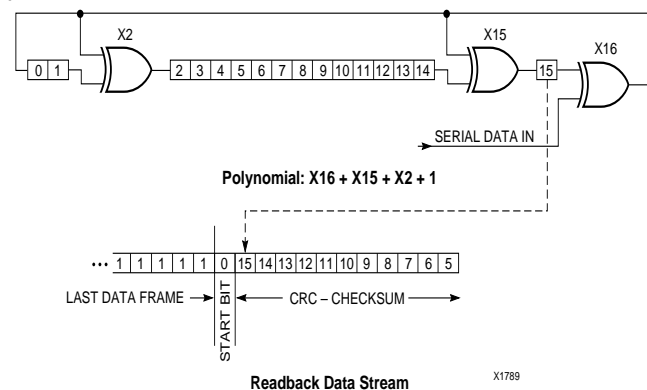 X2
X15
X16
0 1
2 3 4 5 6 7 8 9 10 11 12 13 14
15
SERIAL DATA IN
Polynomial: X16 + X15 + X2 + 1
••• 1 1 1 1 1 0 15 14 13 12 11 10 9 8 7 6 5
LAST DATA FRAME
START BIT
CRC – CHECKSUM
Readback Data Stream
X1789